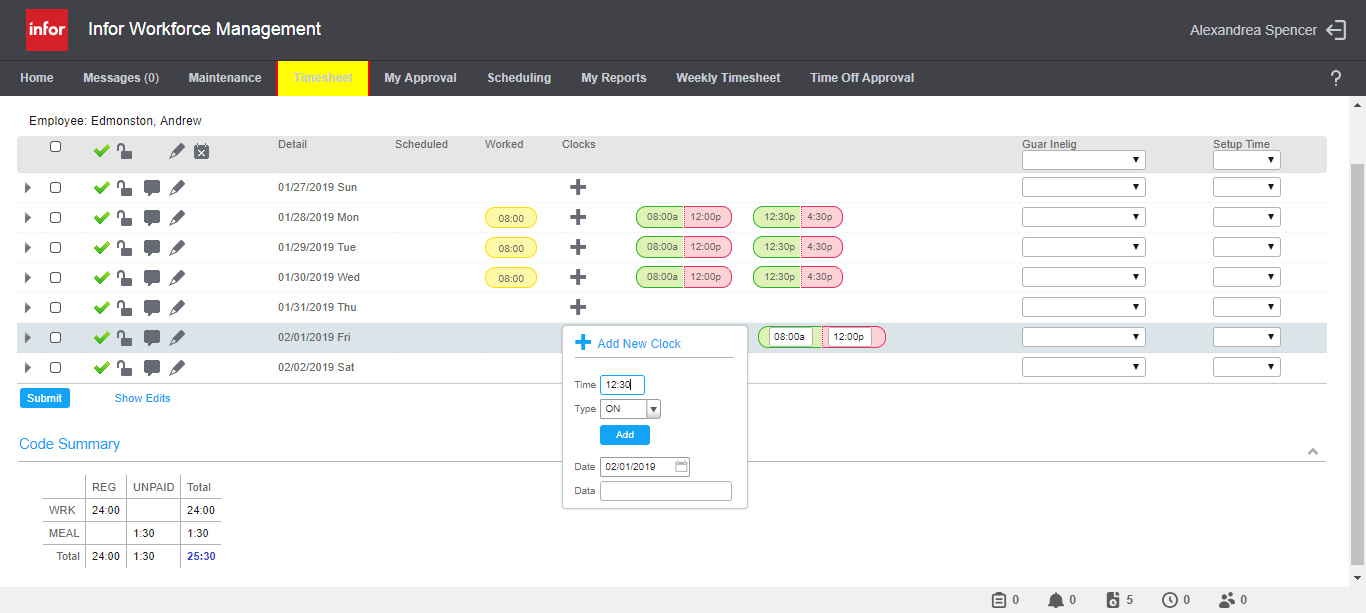 infor Infor Workforce Management Alexandrea Spencer
Home Messages (0) Maintenance Timesheet My Approval Scheduling My Reports Weekly Timesheet Time Off Approval ?
Employee: Edmonston, Andrew
Detail Scheduled Worked Clocks Guar Inelig Setup Time
01/27/2019 Sun
01/28/2019 Mon 08:00 08:00a 12:00p 12:30p 4:30p
01/29/2019 Tue 08:00 08:00a 12:00p 12:30p 4:30p
01/30/2019 Wed 08:00 08:00a 12:00p 12:30p 4:30p
01/31/2019 Thu
02/01/2019 Fri 08:00a 12:00p
02/02/2019 Sat
Add New Clock
Time 12:30
Type ON
Add
Date 02/01/2019
Data
Submit Show Edits
Code Summary
REG UNPAID Total
WRK 24:00 24:00
MEAL 1:30 1:30
Total 24:00 1:30 25:30
0 0 5 0 0